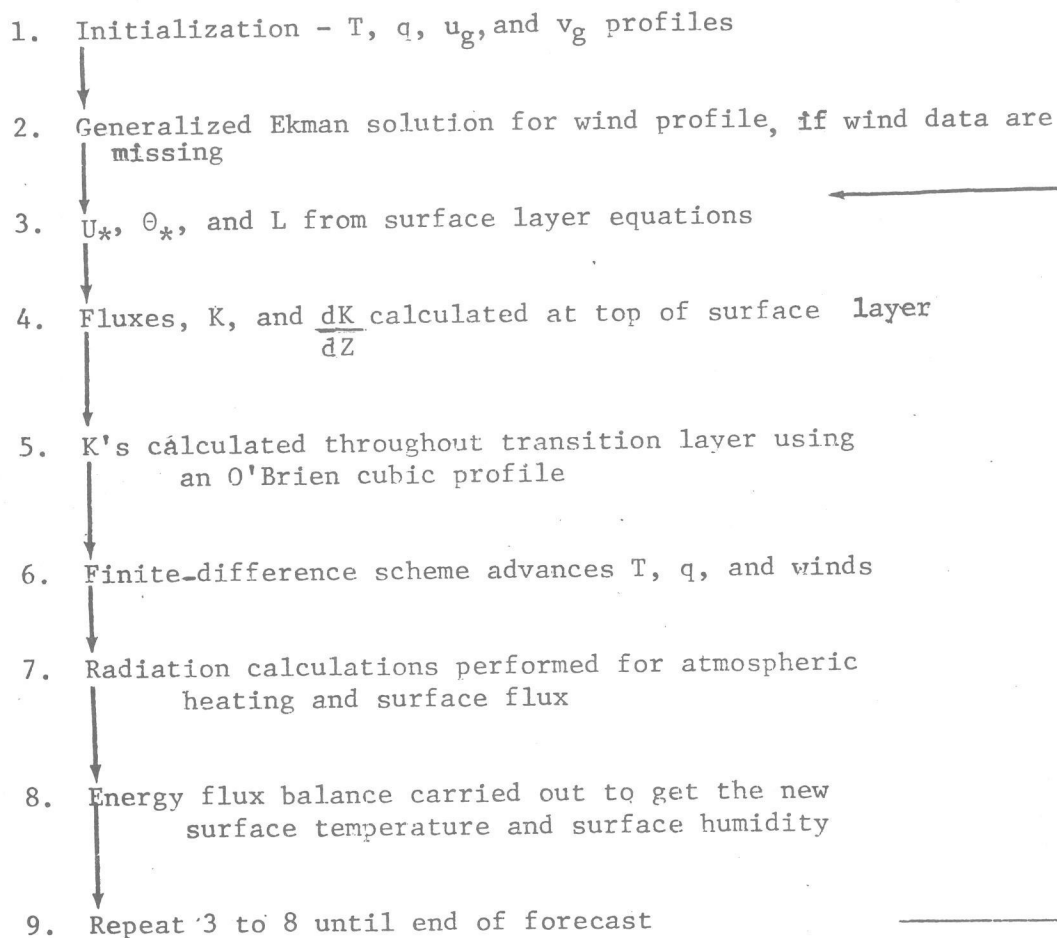 1. Initialization - T, q, u_g, and v_g profiles
2. Generalized Ekman solution for wind profile, if wind data are
missing
3. U_*, Θ_*, and L from surface layer equations
4. Fluxes, K, and dK/dZ calculated at top of surface layer
5. K's calculated throughout transition layer using
an O'Brien cubic profile
6. Finite-difference scheme advances T, q, and winds
7. Radiation calculations performed for atmospheric
heating and surface flux
8. Energy flux balance carried out to get the new
surface temperature and surface humidity
9. Repeat 3 to 8 until end of forecast